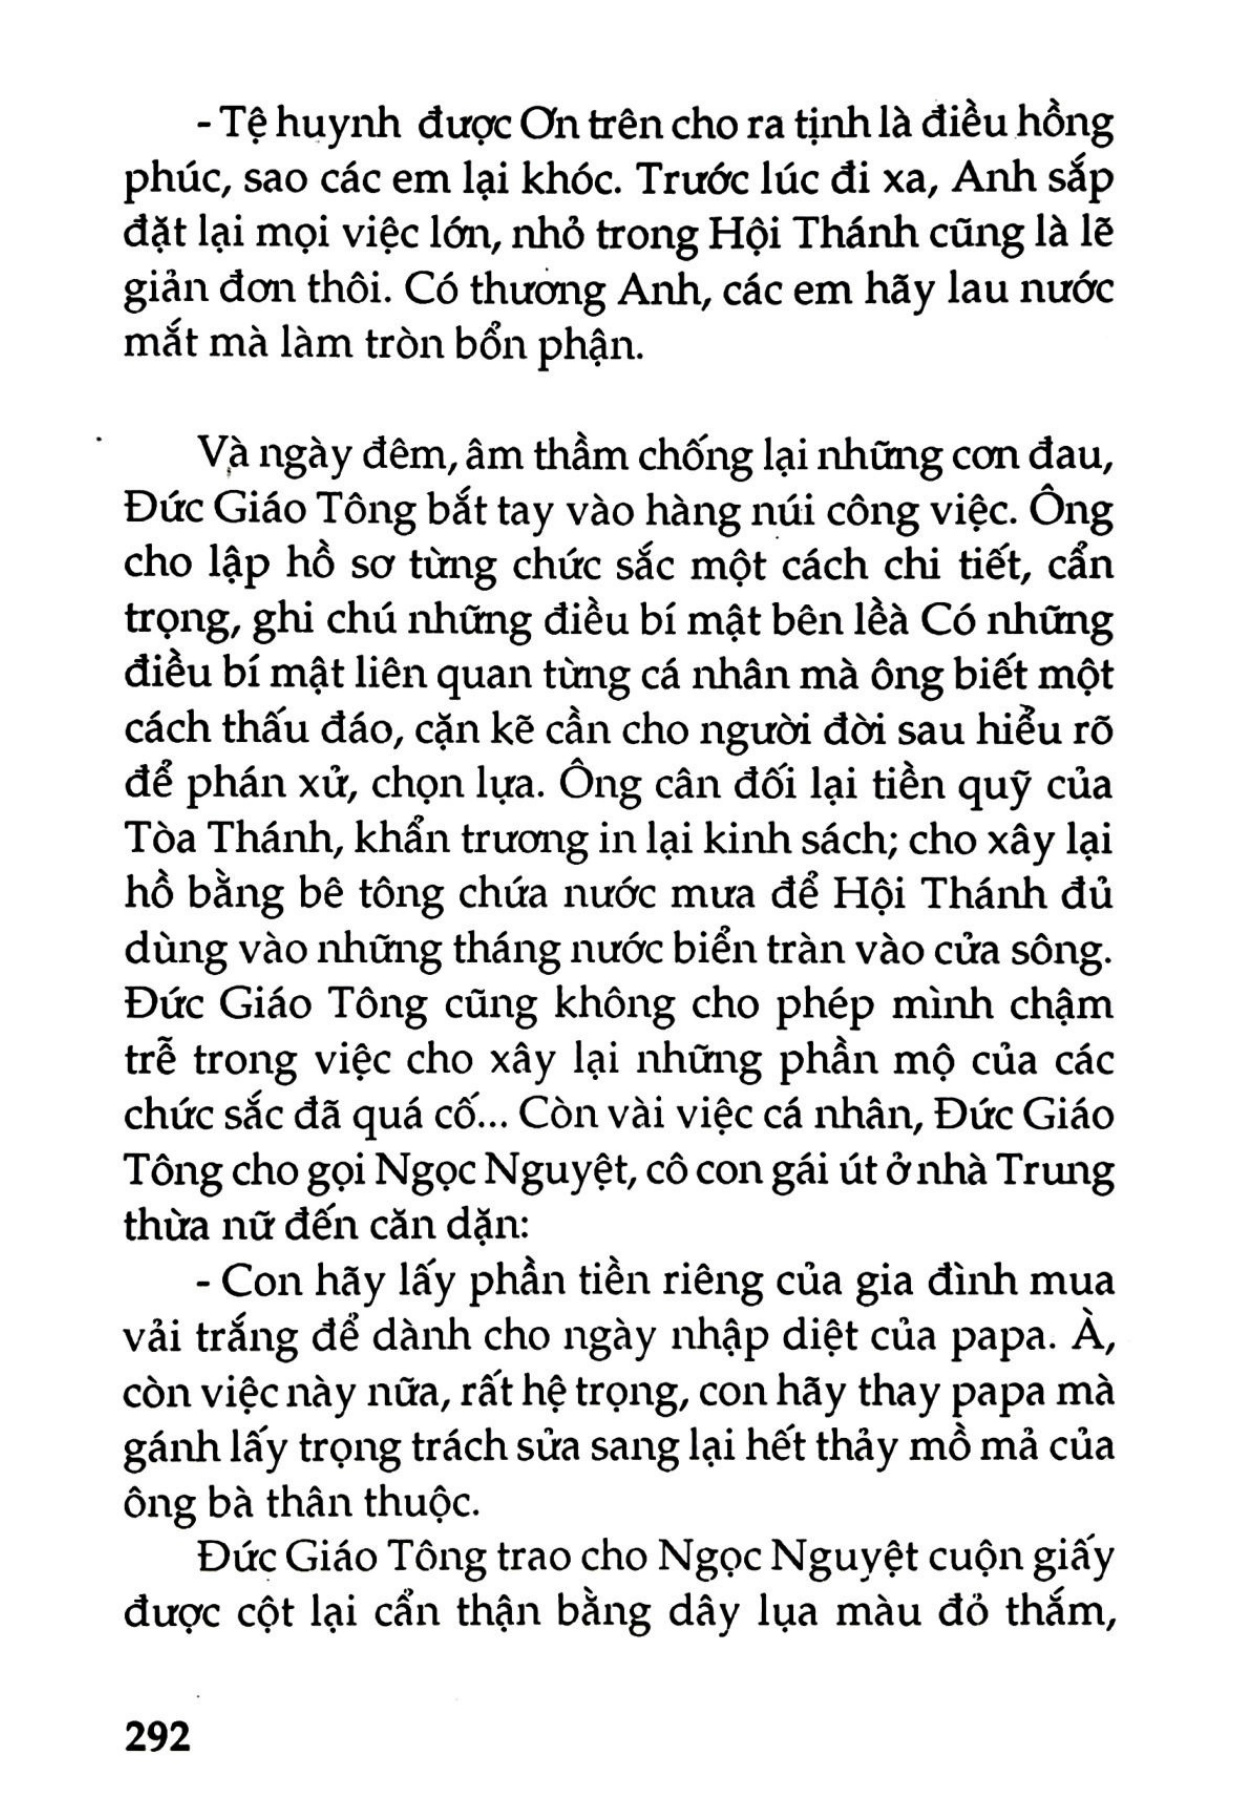 - Tệ huynh được Ơn trên cho ra tịnh là điều hồng
phúc, sao các em lại khóc. Trước lúc đi xa, Anh sắp
đặt lại mọi việc lớn, nhỏ trong Hội Thánh cũng là lẽ
giản đơn thôi. Có thương Anh, các em hãy lau nước
mắt mà làm tròn bổn phận.
Và ngày đêm, âm thầm chống lại những cơn đau,
Đức Giáo Tông bắt tay vào hàng núi công việc. Ông
cho lập hồ sơ từng chức sắc một cách chi tiết, cẩn
trọng, ghi chú những điều bí mật bên lềà Có những
điều bí mật liên quan từng cá nhân mà ông biết một
cách thấu đáo, cặn kẽ cần cho người đời sau hiểu rõ
để phán xử, chọn lựa. Ông cân đối lại tiền quỹ của
Tòa Thánh, khẩn trương in lại kinh sách; cho xây lại
hồ bằng bê tông chứa nước mưa để Hội Thánh đủ
dùng vào những tháng nước biển tràn vào cửa sông.
Đức Giáo Tông cũng không cho phép mình chậm
trễ trong việc cho xây lại những phần mộ của các
chức sắc đã quá cố... Còn vài việc cá nhân, Đức Giáo
Tông cho gọi Ngọc Nguyệt, cô con gái út ở nhà Trung
thừa nữ đến căn dặn:
- Con hãy lấy phần tiền riêng của gia đình mua
vải trắng để dành cho ngày nhập diệt của papa. À,
còn việc này nữa, rất hệ trọng, con hãy thay papa mà
gánh lấy trọng trách sửa sang lại hết thảy mồ mả của
ông bà thân thuộc.
Đức Giáo Tông trao cho Ngọc Nguyệt cuộn giấy
được cột lại cẩn thận bằng dây lụa màu đỏ thắm,
292